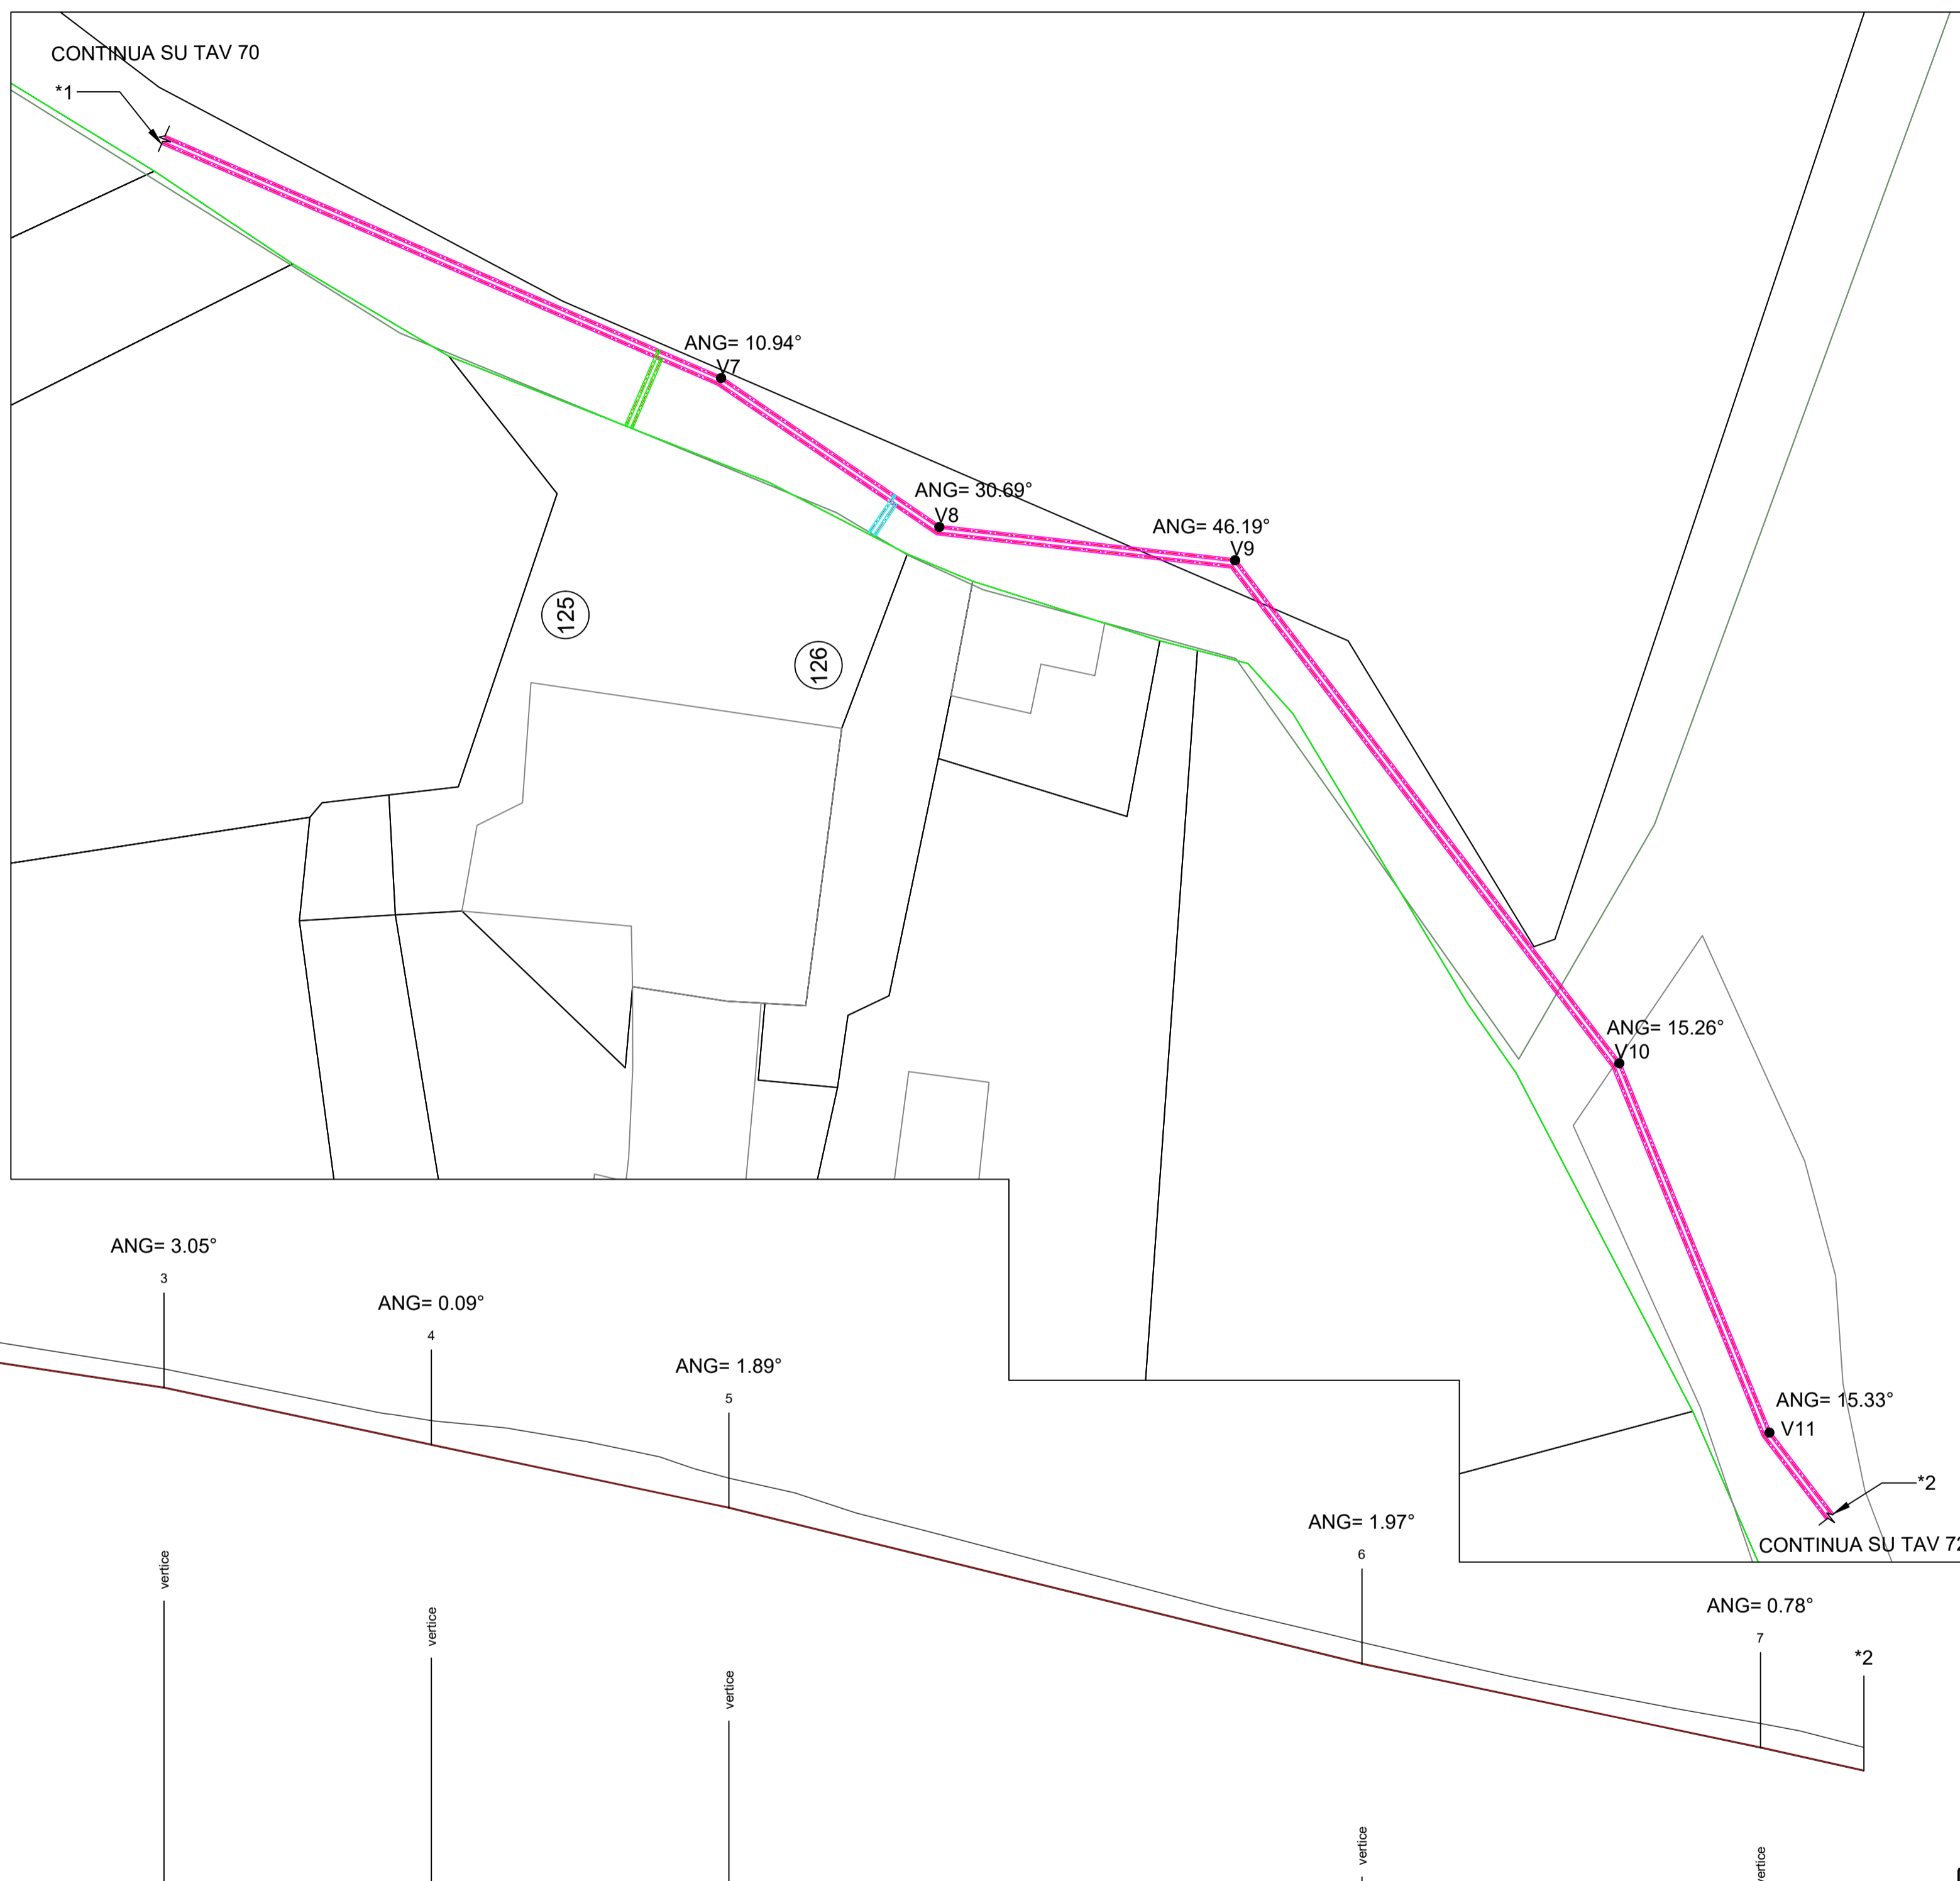 CONTINUA SU TAV 70
*1
ANG= 10.94°
V7
ANG= 30.69°
V8
ANG= 46.19°
V9
125
126
ANG= 15.26°
V10
ANG= 15.33°
V11
*2
CONTINUA SU TAV 72
ANG= 3.05°
3
ANG= 0.09°
4
ANG= 1.89°
5
ANG= 1.97°
6
ANG= 0.78°
7
*2
vertice
vertice
vertice
vertice
vertice